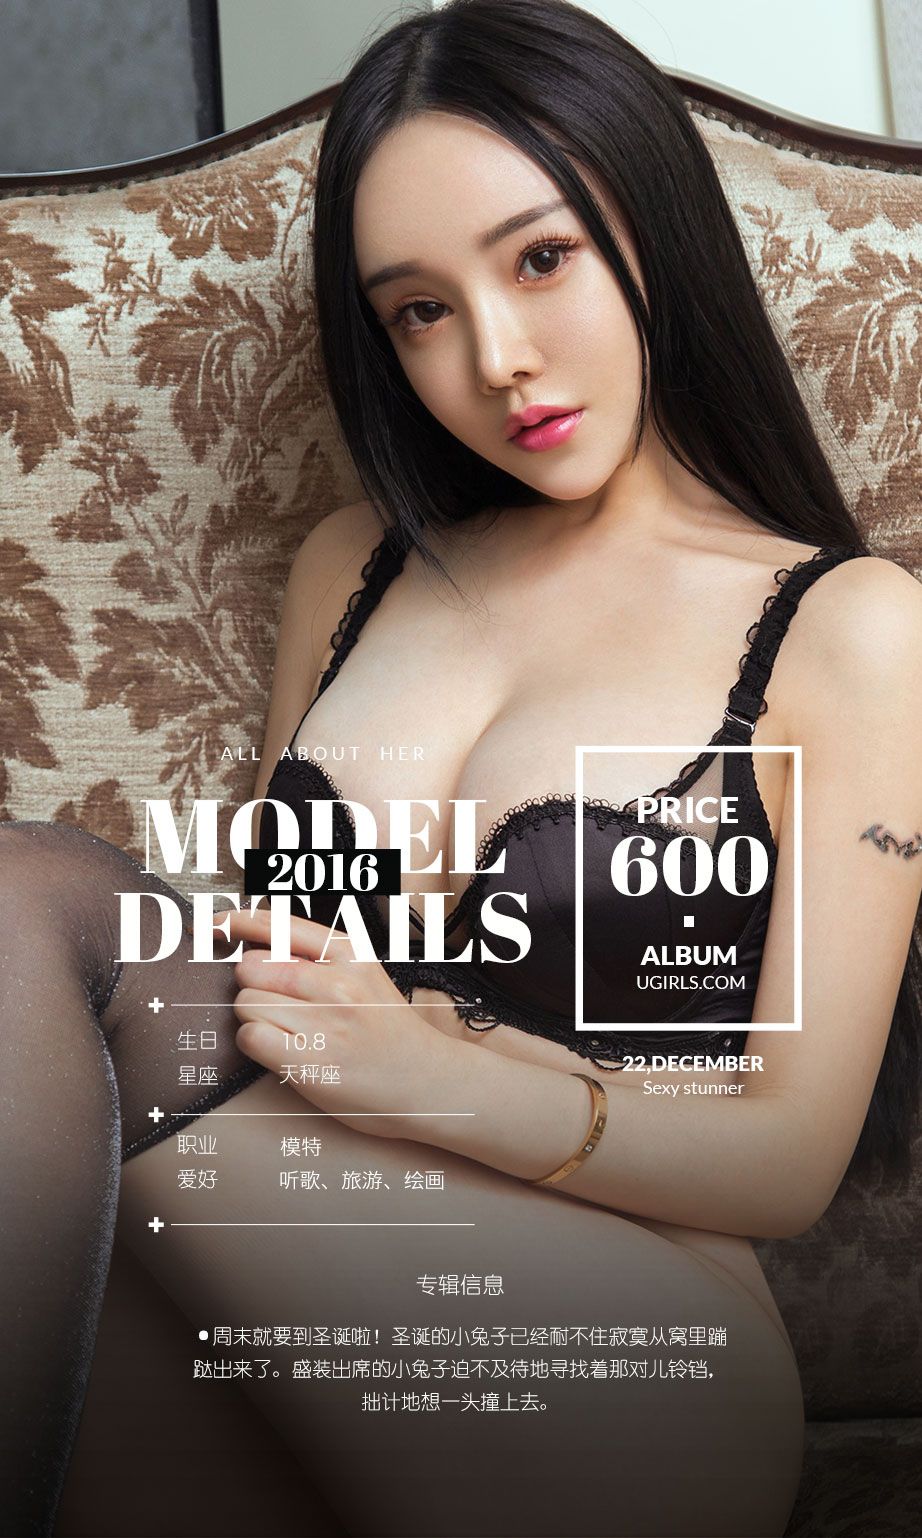 ALL ABOUT HER
MODEL
2016
DETAILS
PRICE
600
ALBUM
UGIRLS.COM
22,DECEMBER
Sexy stunner
生日 10.8
星座 天秤座
职业 模特
爱好 听歌、旅游、绘画
专辑信息
•周末就要到圣诞啦！圣诞的小兔子已经耐不住寂寞从窝里蹦
跶出来了。盛装出席的小兔子迫不及待地寻找着那对儿铃铛，
拙计地想一头撞上去。